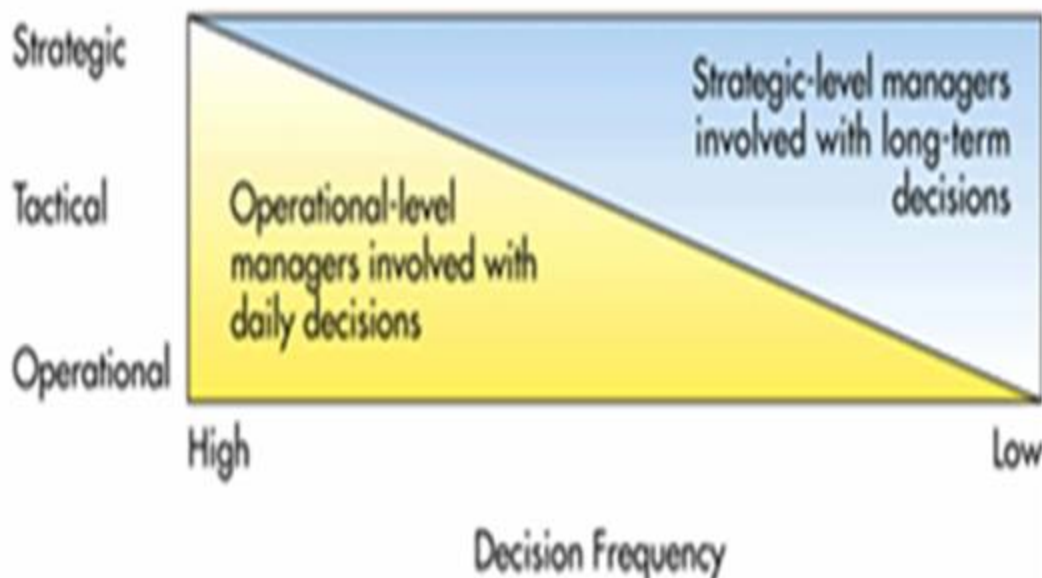 Strategic
Strategic-level managers
involved with long-term
decisions
Tactical
Operational-level
managers involved with
daily decisions
Operational
High
Low
Decision Frequency